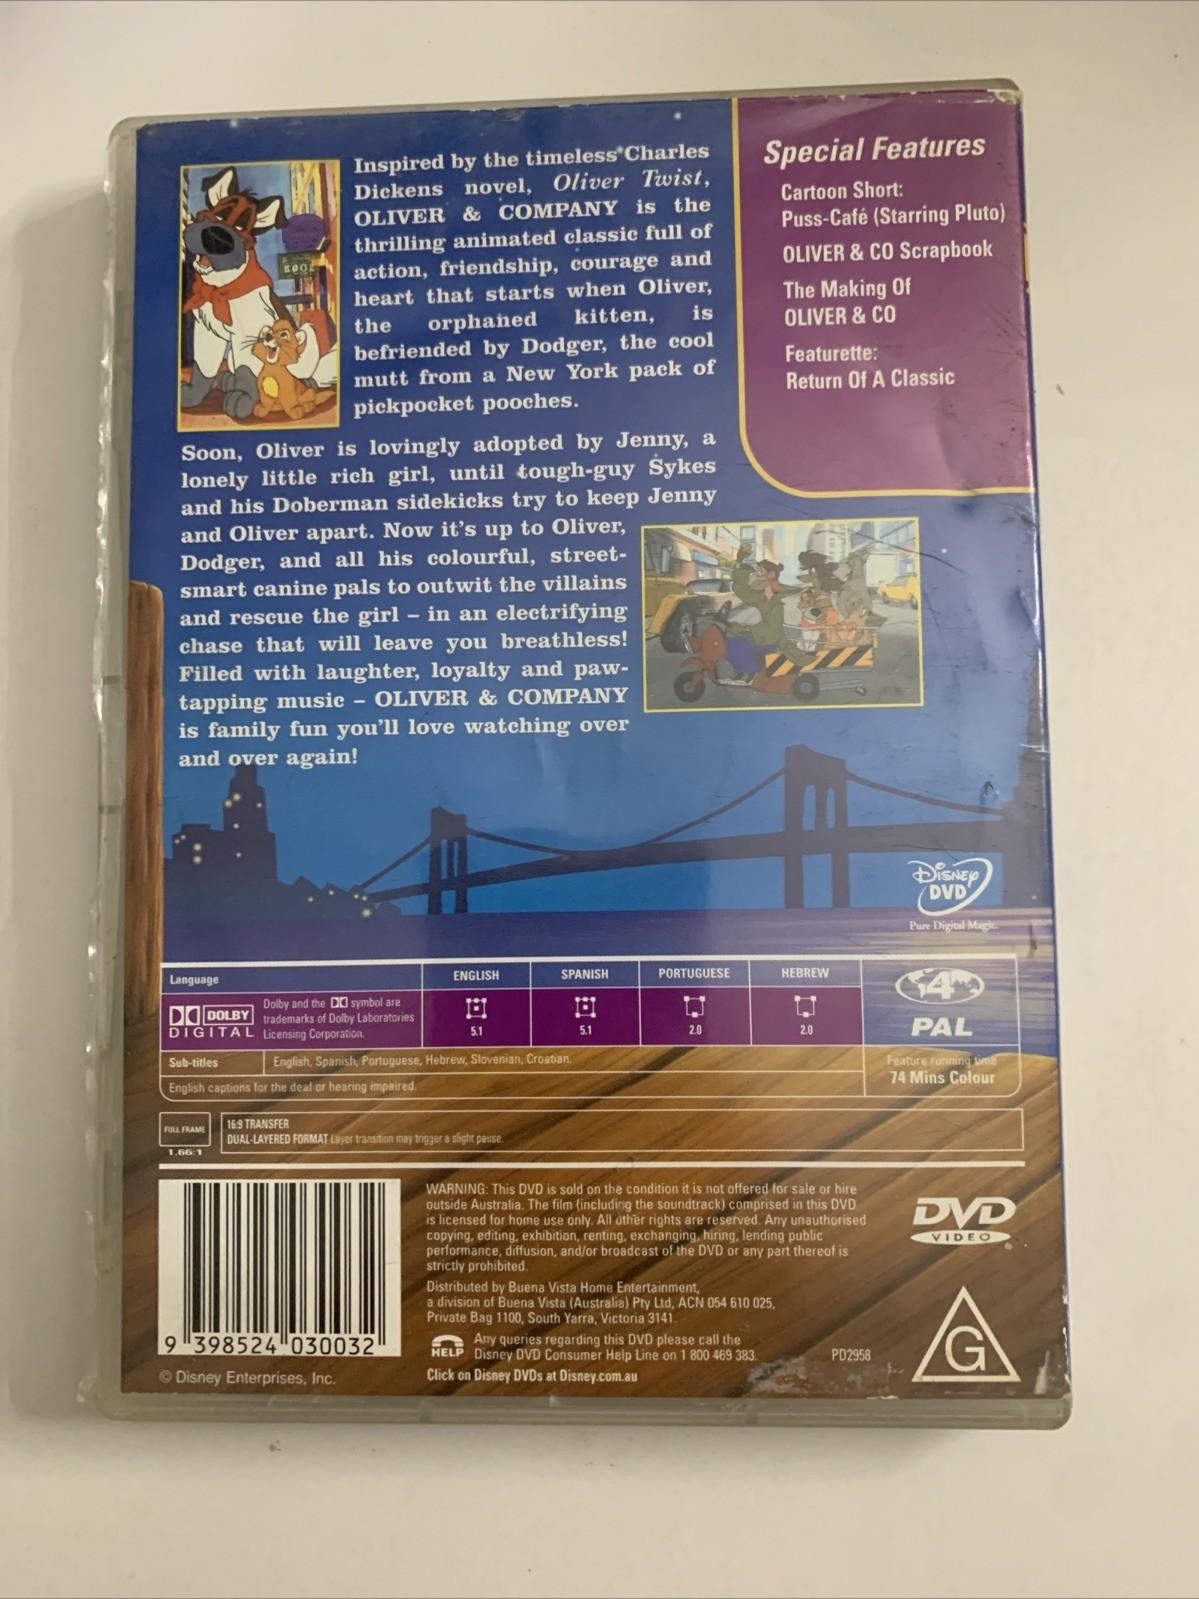 Inspired by the timeless Charles
Dickens novel, Oliver Twist,
OLIVER & COMPANY is the
thrilling animated classic full of
action, friendship, courage and
heart that starts when Oliver,
the orphaned kitten, is
befriended by Dodger, the cool
mutt from a New York pack of
pickpocket pooches.
Soon, Oliver is lovingly adopted by Jenny, a
lonely little rich girl, until tough-guy Sykes
and his Doberman sidekicks try to keep Jenny
and Oliver apart. Now it's up to Oliver,
Dodger, and all his colourful, street-
smart canine pals to outwit the villains
and rescue the girl – in an electrifying
chase that will leave you breathless!
Filled with laughter, loyalty and paw-
tapping music – OLIVER & COMPANY
is family fun you'll love watching over
and over again!
Special Features
Cartoon Short:
Puss-Café (Starring Pluto)
OLIVER & CO Scrapbook
The Making Of
OLIVER & CO
Featurette:
Return Of A Classic
Disney
DVD
Pure Digital Magic.
Language
ENGLISH SPANISH PORTUGUESE HEBREW
DOLBY
DIGITAL
Dolby and the DD symbol are
trademarks of Dolby Laboratories
Licensing Corporation.
5.1 5.1 2.0 2.0
4
PAL
Sub-titles English, Spanish, Portuguese, Hebrew, Slovenian, Croatian.
English captions for the deaf or hearing impaired.
Feature running time
74 Mins Colour
FULL FRAME
1.66:1
16:9 TRANSFER
DUAL-LAYERED FORMAT Layer transition may trigger a slight pause.
WARNING: This DVD is sold on the condition it is not offered for sale or hire
outside Australia. The film (including the soundtrack) comprised in this DVD
is licensed for home use only. All other rights are reserved. Any unauthorised
copying, editing, exhibition, renting, exchanging, hiring, lending public
performance, diffusion, and/or broadcast of the DVD or any part thereof is
strictly prohibited.
Distributed by Buena Vista Home Entertainment,
a division of Buena Vista (Australia) Pty Ltd, ACN 054 610 025,
Private Bag 1100, South Yarra, Victoria 3141.
HELP
Any queries regarding this DVD please call the
Disney DVD Consumer Help Line on 1 800 469 383.
Click on Disney DVDs at Disney.com.au
PD2958
DVD
VIDEO
G
9 398524 030032
© Disney Enterprises, Inc.